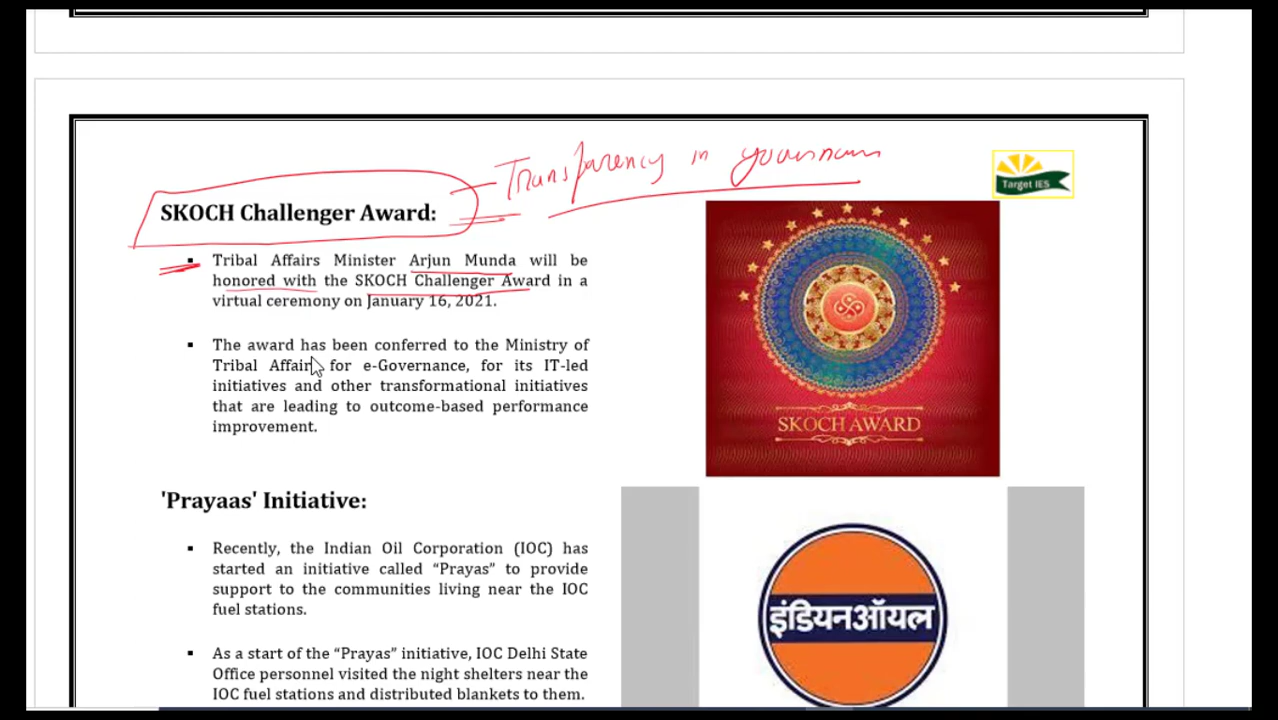 Transparency in governance
Target IES
SKOCH Challenger Award:
▪ Tribal Affairs Minister Arjun Munda will be
honored with the SKOCH Challenger Award in a
virtual ceremony on January 16, 2021.
▪ The award has been conferred to the Ministry of
Tribal Affairs for e-Governance, for its IT-led
initiatives and other transformational initiatives
that are leading to outcome-based performance
improvement.
SKOCH AWARD
'Prayaas' Initiative:
▪ Recently, the Indian Oil Corporation (IOC) has
started an initiative called “Prayas” to provide
support to the communities living near the IOC
fuel stations.
▪ As a start of the “Prayas” initiative, IOC Delhi State
Office personnel visited the night shelters near the
IOC fuel stations and distributed blankets to them.
इंडियनऑयल